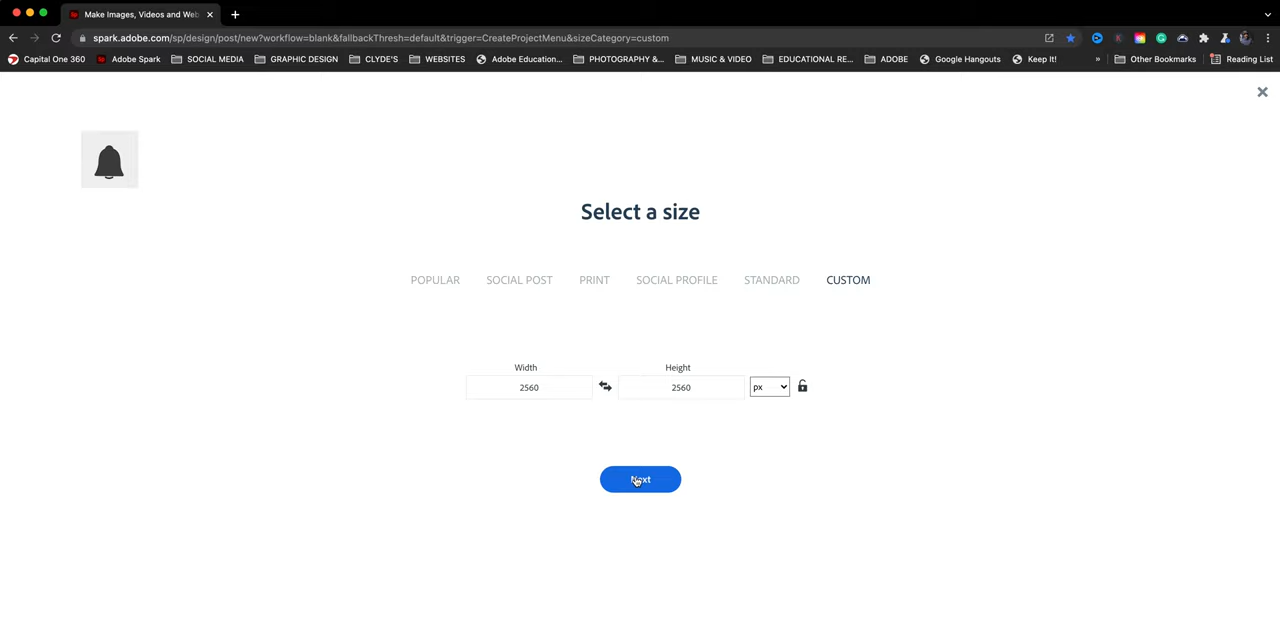 Make Images, Videos and Web
spark.adobe.com/sp/design/post/new?workflow=blank&fallbackThresh=default&trigger=CreateProjectMenu&sizeCategory=custom
Capital One 360 Adobe Spark SOCIAL MEDIA GRAPHIC DESIGN CLYDE'S WEBSITES Adobe Education... PHOTOGRAPHY &... MUSIC & VIDEO EDUCATIONAL RE... ADOBE Google Hangouts Keep It! » Other Bookmarks Reading List
Select a size
POPULAR SOCIAL POST PRINT SOCIAL PROFILE STANDARD CUSTOM
Width Height
2560 2560 px
Next